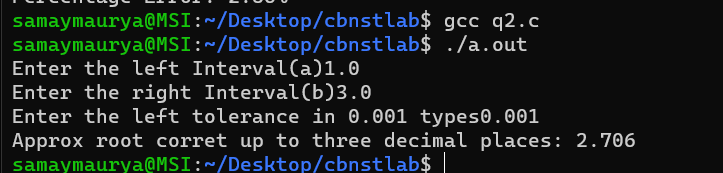 Percentage Error: 2.88%
samaymaurya@MSI:~/Desktop/cbnstlab$ gcc q2.c
samaymaurya@MSI:~/Desktop/cbnstlab$ ./a.out
Enter the left Interval(a)1.0
Enter the right Interval(b)3.0
Enter the left tolerance in 0.001 types0.001
Approx root corret up to three decimal places: 2.706
samaymaurya@MSI:~/Desktop/cbnstlab$